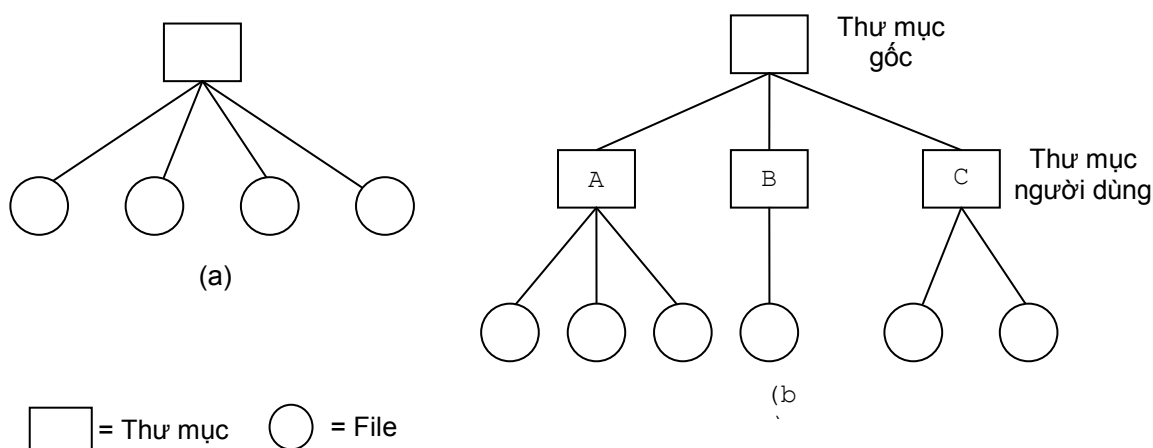 Thư mục
gốc
A
B
C
Thư mục
người dùng
(a)
(b
= Thư mục
= File